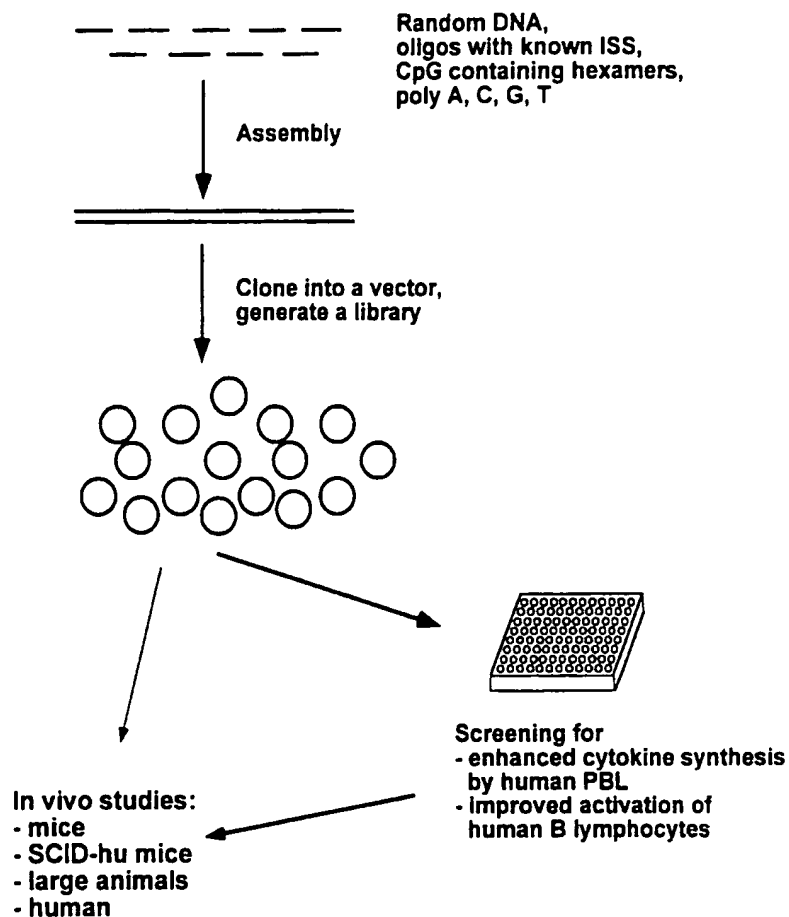 Random DNA,
oligos with known ISS,
CpG containing hexamers,
poly A, C, G, T
Assembly
Clone into a vector,
generate a library
Screening for
- enhanced cytokine synthesis
by human PBL
- improved activation of
human B lymphocytes
In vivo studies:
- mice
- SCID-hu mice
- large animals
- human